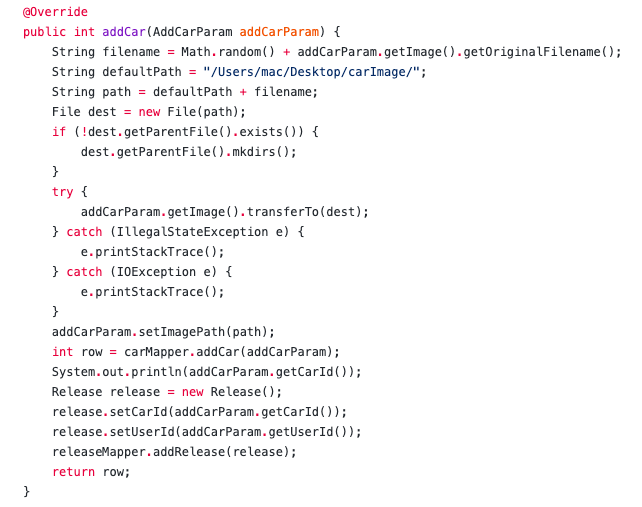 @Override
public int addCar(AddCarParam addCarParam) {
    String filename = Math.random() + addCarParam.getImage().getOriginalFilename();
    String defaultPath = "/Users/mac/Desktop/carImage/";
    String path = defaultPath + filename;
    File dest = new File(path);
    if (!dest.getParentFile().exists()) {
        dest.getParentFile().mkdirs();
    }
    try {
        addCarParam.getImage().transferTo(dest);
    } catch (IllegalStateException e) {
        e.printStackTrace();
    } catch (IOException e) {
        e.printStackTrace();
    }
    addCarParam.setImagePath(path);
    int row = carMapper.addCar(addCarParam);
    System.out.println(addCarParam.getCarId());
    Release release = new Release();
    release.setCarId(addCarParam.getCarId());
    release.setUserId(addCarParam.getUserId());
    releaseMapper.addRelease(release);
    return row;
}